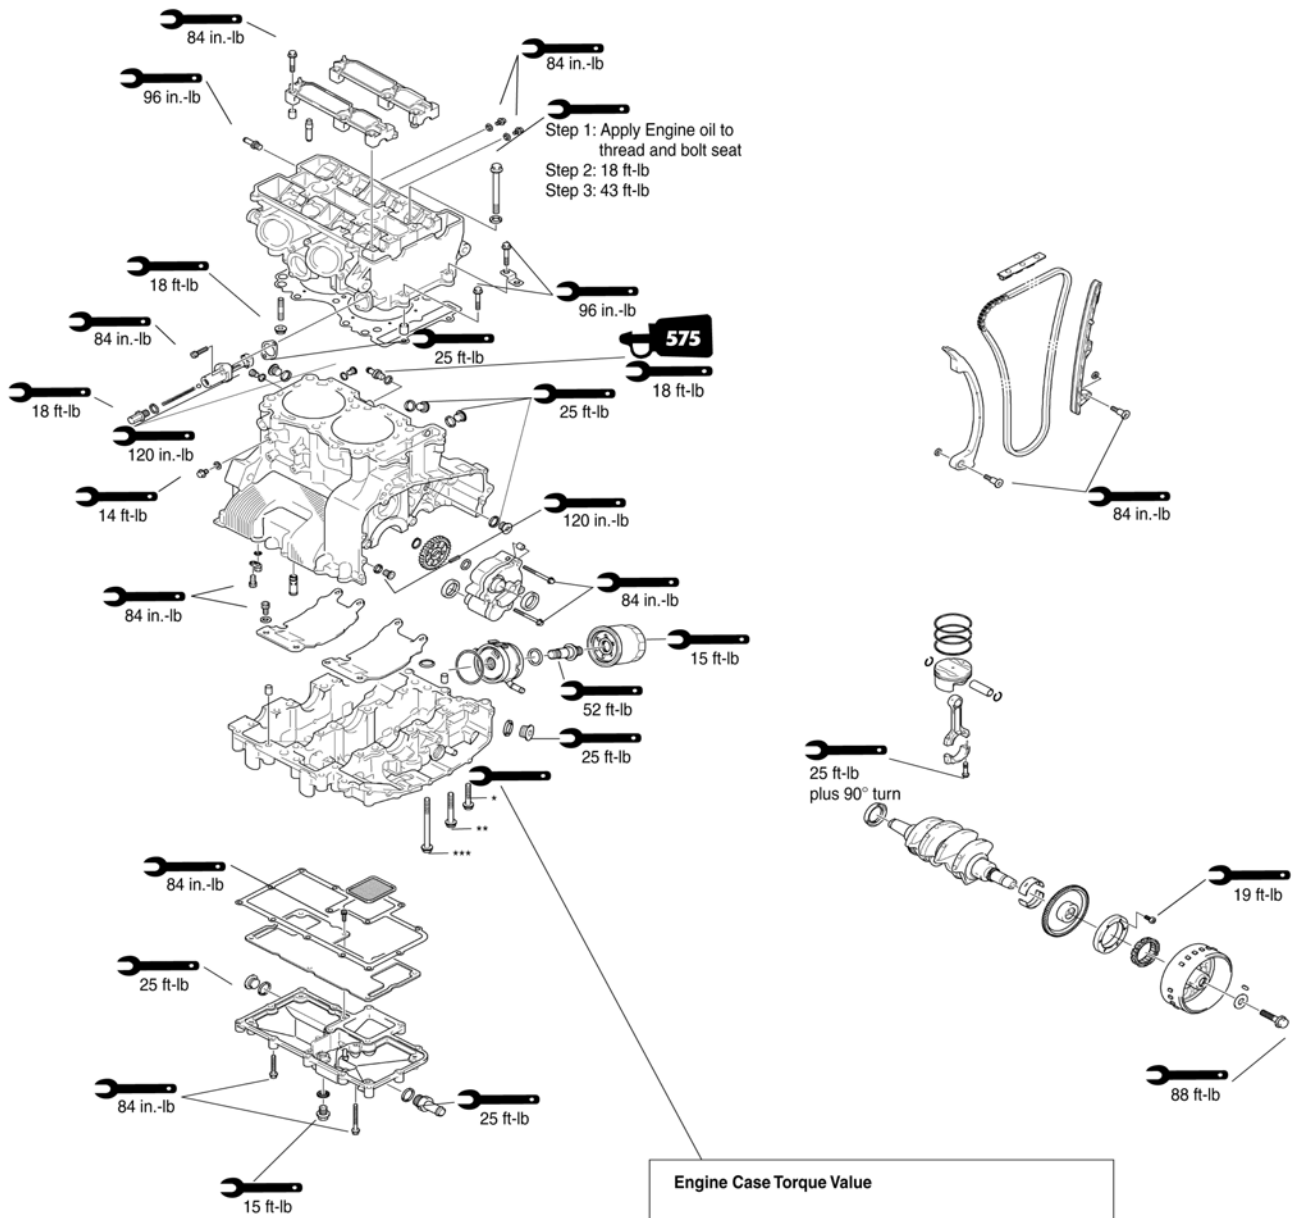 84 in.-lb
84 in.-lb
96 in.-lb
Step 1: Apply Engine oil to
thread and bolt seat
Step 2: 18 ft-lb
Step 3: 43 ft-lb
18 ft-lb
96 in.-lb
84 in.-lb
575
25 ft-lb
18 ft-lb
18 ft-lb
25 ft-lb
120 in.-lb
14 ft-lb
120 in.-lb
84 in.-lb
84 in.-lb
84 in.-lb
15 ft-lb
52 ft-lb
25 ft-lb
25 ft-lb
plus 90° turn
*
**
***
84 in.-lb
19 ft-lb
25 ft-lb
84 in.-lb
25 ft-lb
88 ft-lb
15 ft-lb
Engine Case Torque Value